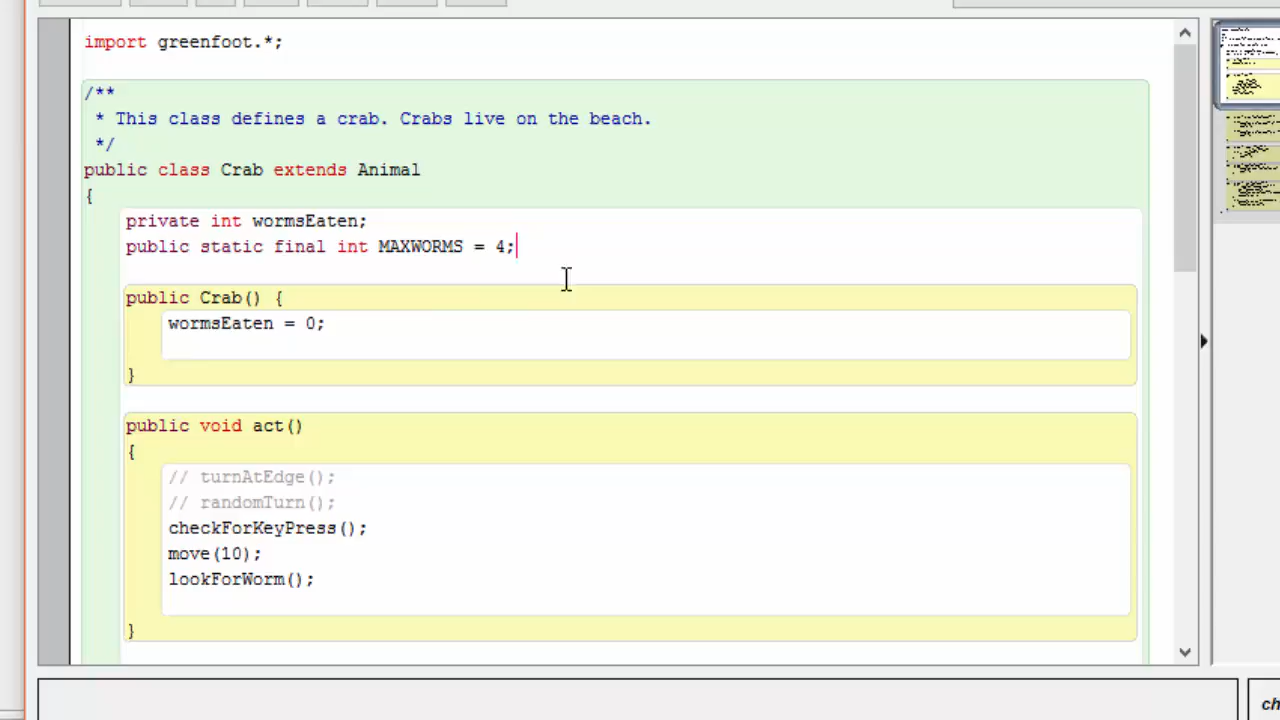 import greenfoot.*;
/**
* This class defines a crab. Crabs live on the beach.
*/
public class Crab extends Animal
{
private int wormsEaten;
public static final int MAXWORMS = 4;
public Crab() {
wormsEaten = 0;
}
public void act()
{
// turnAtEdge();
// randomTurn();
checkForKeyPress();
move(10);
lookForWorm();
}
ch